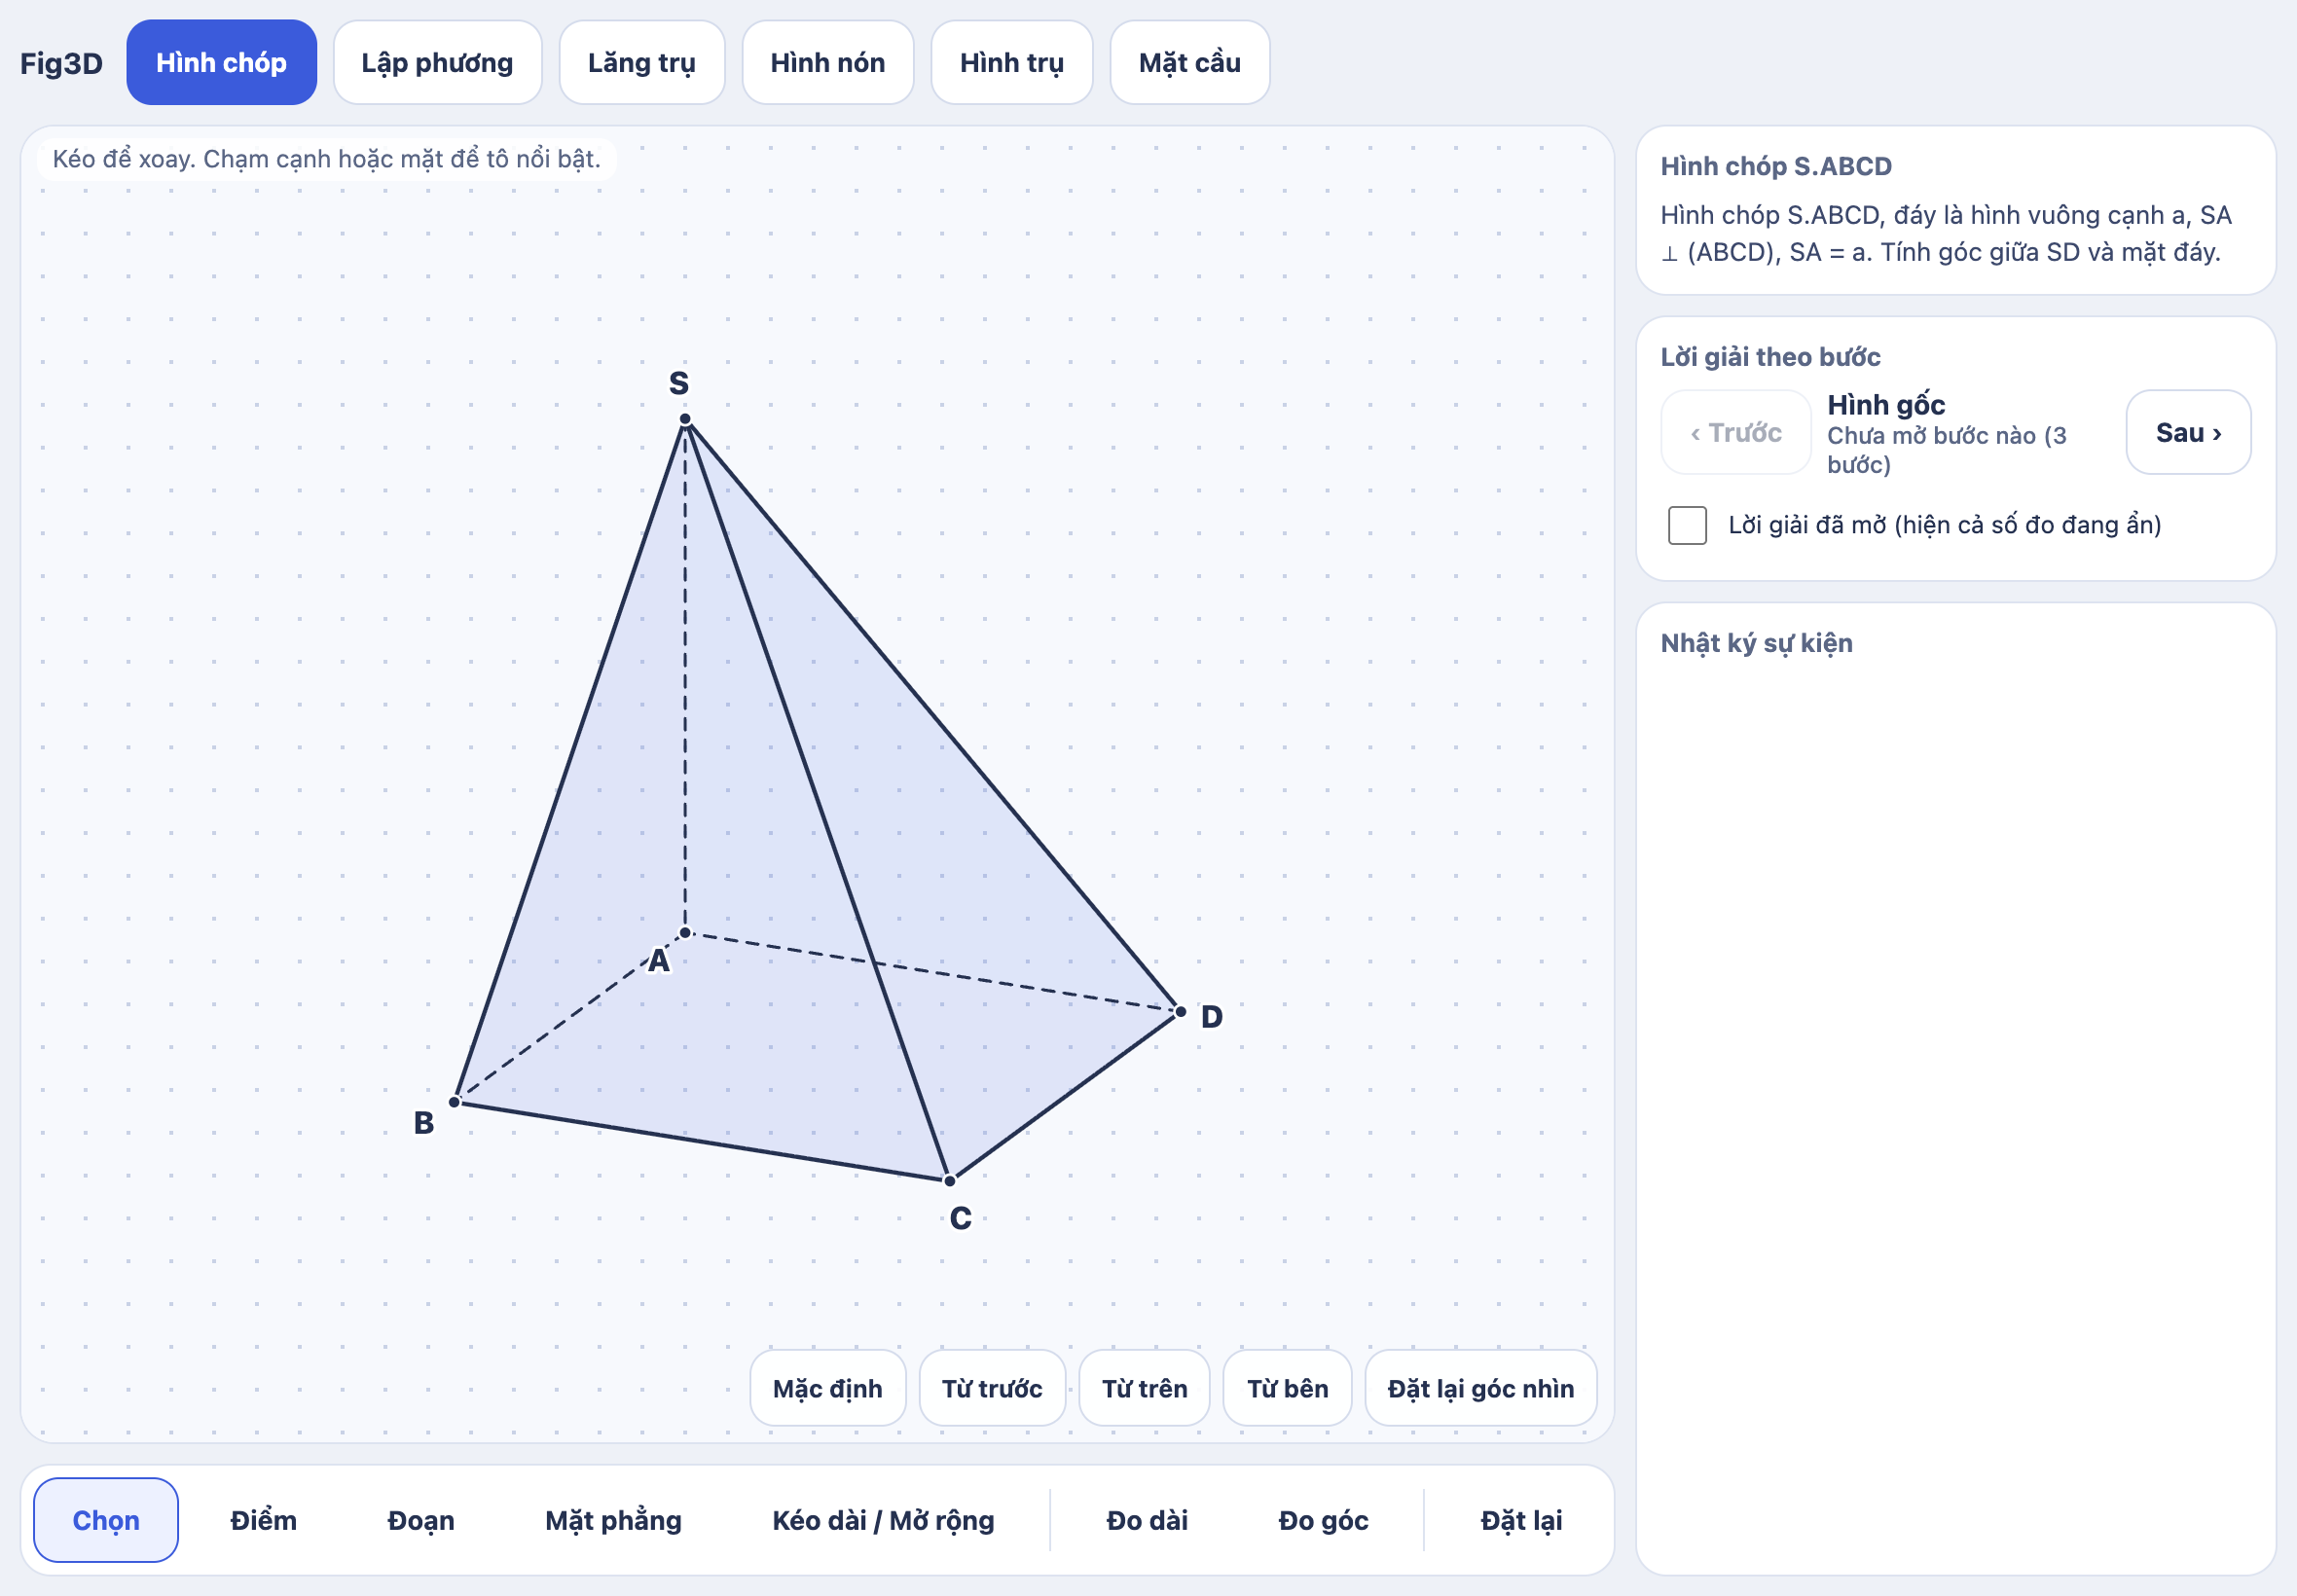 Fig3D
Hình chóp
Lập phương
Lăng trụ
Hình nón
Hình trụ
Mặt cầu
Kéo để xoay. Chạm cạnh hoặc mặt để tô nổi bật.
S
A
D
B
C
Mặc định
Từ trước
Từ trên
Từ bên
Đặt lại góc nhìn
Chọn
Điểm
Đoạn
Mặt phẳng
Kéo dài / Mở rộng
Đo dài
Đo góc
Đặt lại
Hình chóp S.ABCD
Hình chóp S.ABCD, đáy là hình vuông cạnh a, SA
⊥ (ABCD), SA = a. Tính góc giữa SD và mặt đáy.
Lời giải theo bước
‹ Trước
Hình gốc
Chưa mở bước nào (3
bước)
Sau ›
Lời giải đã mở (hiện cả số đo đang ẩn)
Nhật ký sự kiện